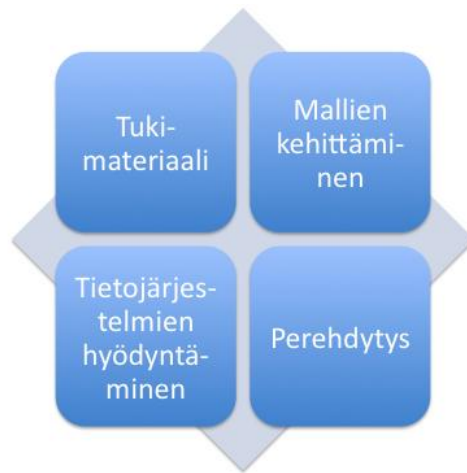 Tuki-
materiaali
Mallien
kehittämi-
nen
Tietojärjes-
telmien
hyödyntä-
minen
Perehdytys